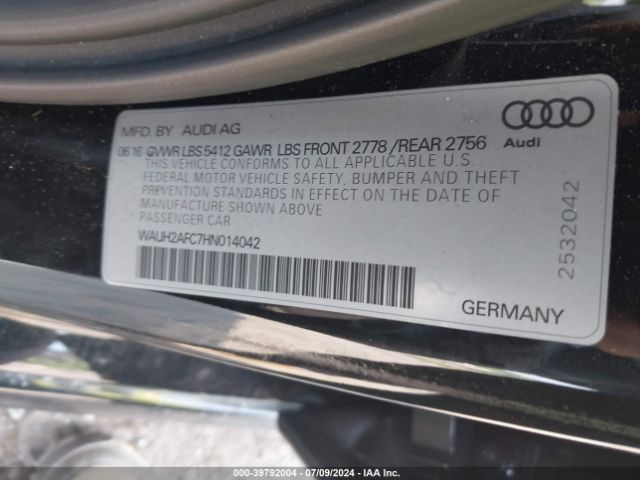 MFD. BY AUDI AG
06 16 GVWR LBS 5412 GAWR LBS FRONT 2778 /REAR 2756
THIS VEHICLE CONFORMS TO ALL APPLICABLE U.S.
FEDERAL MOTOR VEHICLE SAFETY, BUMPER AND THEFT
PREVENTION STANDARDS IN EFFECT ON THE DATE OF
MANUFACTURE SHOWN ABOVE
PASSENGER CAR
WAUH2AFC7HN014042
Audi
2532042
GERMANY
000-39792004 / 07/09/2024 / IAA Inc.